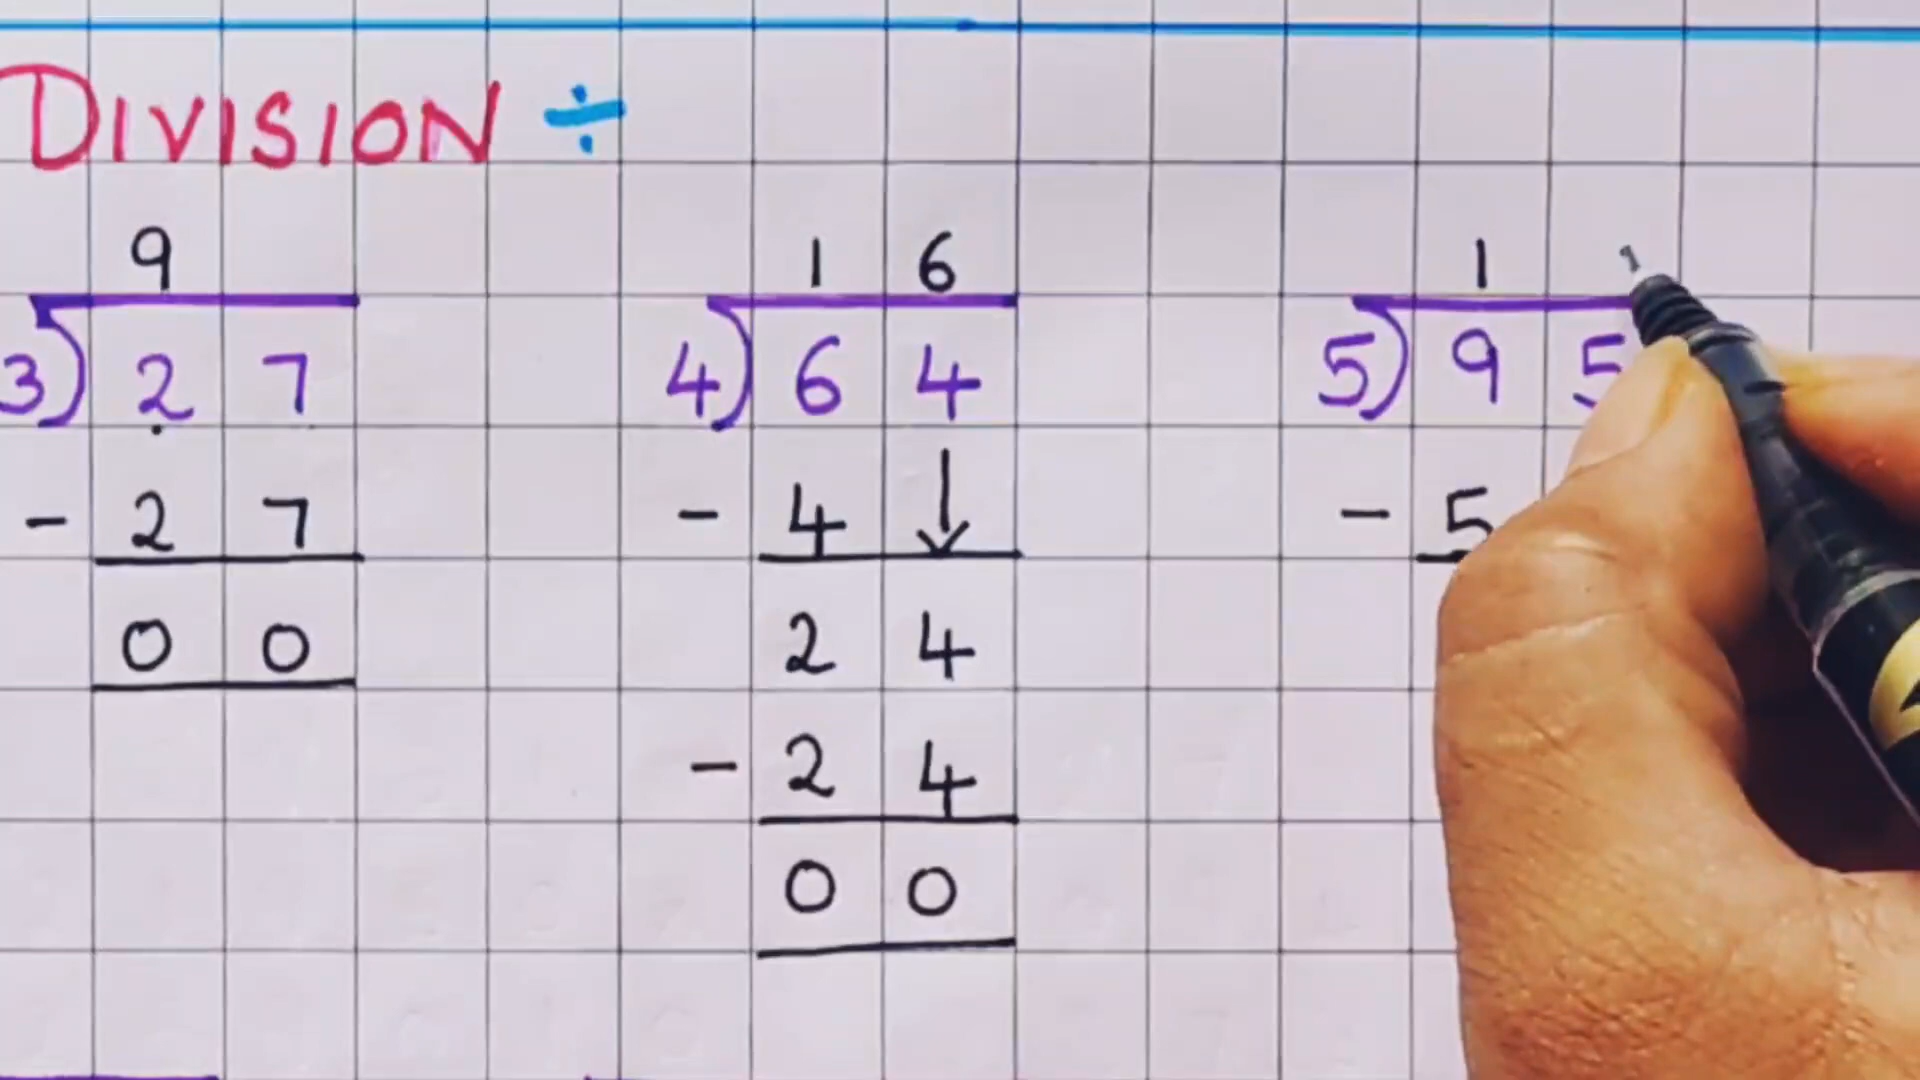 DIVISION ÷
9 1 6 1
3) 2 7 4) 6 4 5) 9 5
- 2 7 - 4 ↓ - 5
0 0 2 4
- 2 4
0 0